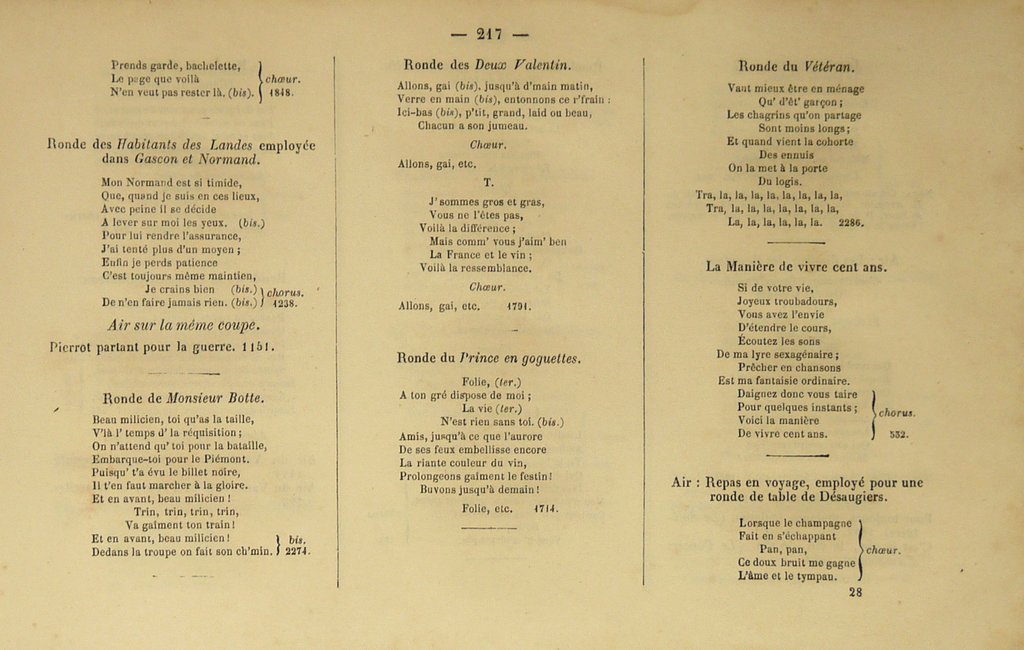 — 217 —
Prends garde, bachelette,
Le page que voilà
N'en veut pas rester là. (bis).
chœur.
1818.
Ronde des Habitants des Landes employée
dans Gascon et Normand.
Mon Normand est si timide,
Que, quand je suis en ces lieux,
Avec peine il se décide
A lever sur moi les yeux. (bis.)
Pour lui rendre l'assurance,
J'ai tenté plus d'un moyen ;
Enfin je perds patience
C'est toujours même maintien,
Je crains bien (bis.)
De n'en faire jamais rien. (bis.)
chorus.
1238.
Air sur la même coupe.
Pierrot partant pour la guerre. 1151.
Ronde de Monsieur Botte.
Beau milicien, toi qu'as la taille,
V'là l' temps d' la réquisition ;
On n'attend qu' toi pour la bataille,
Embarque-toi pour le Piémont.
Puisqu' t'a évu le billet noire,
Il t'en faut marcher à la gloire.
Et en avant, beau milicien !
Trin, trin, trin, trin,
Va gaîment ton train !
Et en avant, beau milicien !
Dedans la troupe on fait son ch'min.
bis.
2274.
Ronde des Deux Valentin.
Allons, gai (bis), jusqu'à d'main matin,
Verre en main (bis), entonnons ce r'frain :
Ici-bas (bis), p'tit, grand, laid ou beau,
Chacun a son jumeau.
Chœur.
Allons, gai, etc.
T.
J' sommes gros et gras,
Vous ne l'êtes pas,
Voilà la différence ;
Mais comm' vous j'aim' ben
La France et le vin ;
Voilà la ressemblance.
Chœur.
Allons, gai, etc. 1791.
Ronde du Prince en goguettes.
Folie, (ter.)
A ton gré dispose de moi ;
La vie (ter.)
N'est rien sans toi. (bis.)
Amis, jusqu'à ce que l'aurore
De ses feux embellisse encore
La riante couleur du vin,
Prolongeons gaîment le festin !
Buvons jusqu'à demain !
Folie, etc. 1714.
Ronde du Vétéran.
Vaut mieux être en ménage
Qu' d'êt' garçon ;
Les chagrins qu'on partage
Sont moins longs ;
Et quand vient la cohorte
Des ennuis
On la met à la porte
Du logis.
Tra, la, la, la, la, la, la, la, la,
Tra, la, la, la, la, la, la, la,
La, la, la, la, la, la. 2286.
La Manière de vivre cent ans.
Si de votre vie,
Joyeux troubadours,
Vous avez l'envie
D'étendre le cours,
Écoutez les sons
De ma lyre sexagénaire ;
Prêcher en chansons
Est ma fantaisie ordinaire.
Daignez donc vous taire
Pour quelques instants ;
Voici la manière
De vivre cent ans.
chorus.
532.
Air : Repas en voyage, employé pour une
ronde de table de Désaugiers.
Lorsque le champagne
Fait en s'échappant
Pan, pan,
Ce doux bruit me gagne
L'âme et le tympan.
chœur.
28